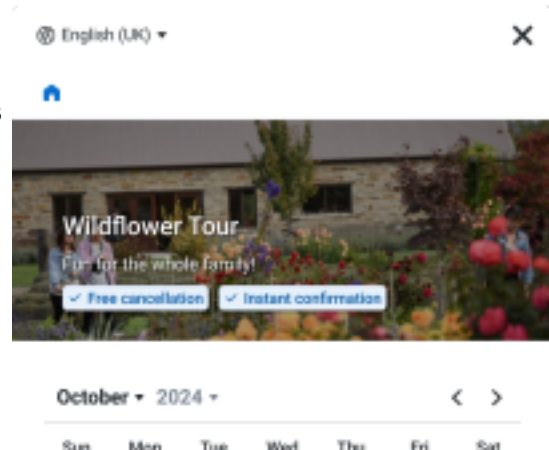 English (UK)
Wildflower Tour
Fun for the whole family!
Free cancellation Instant confirmation
October 2024
Sun Mon Tue Wed Thu Fri Sat